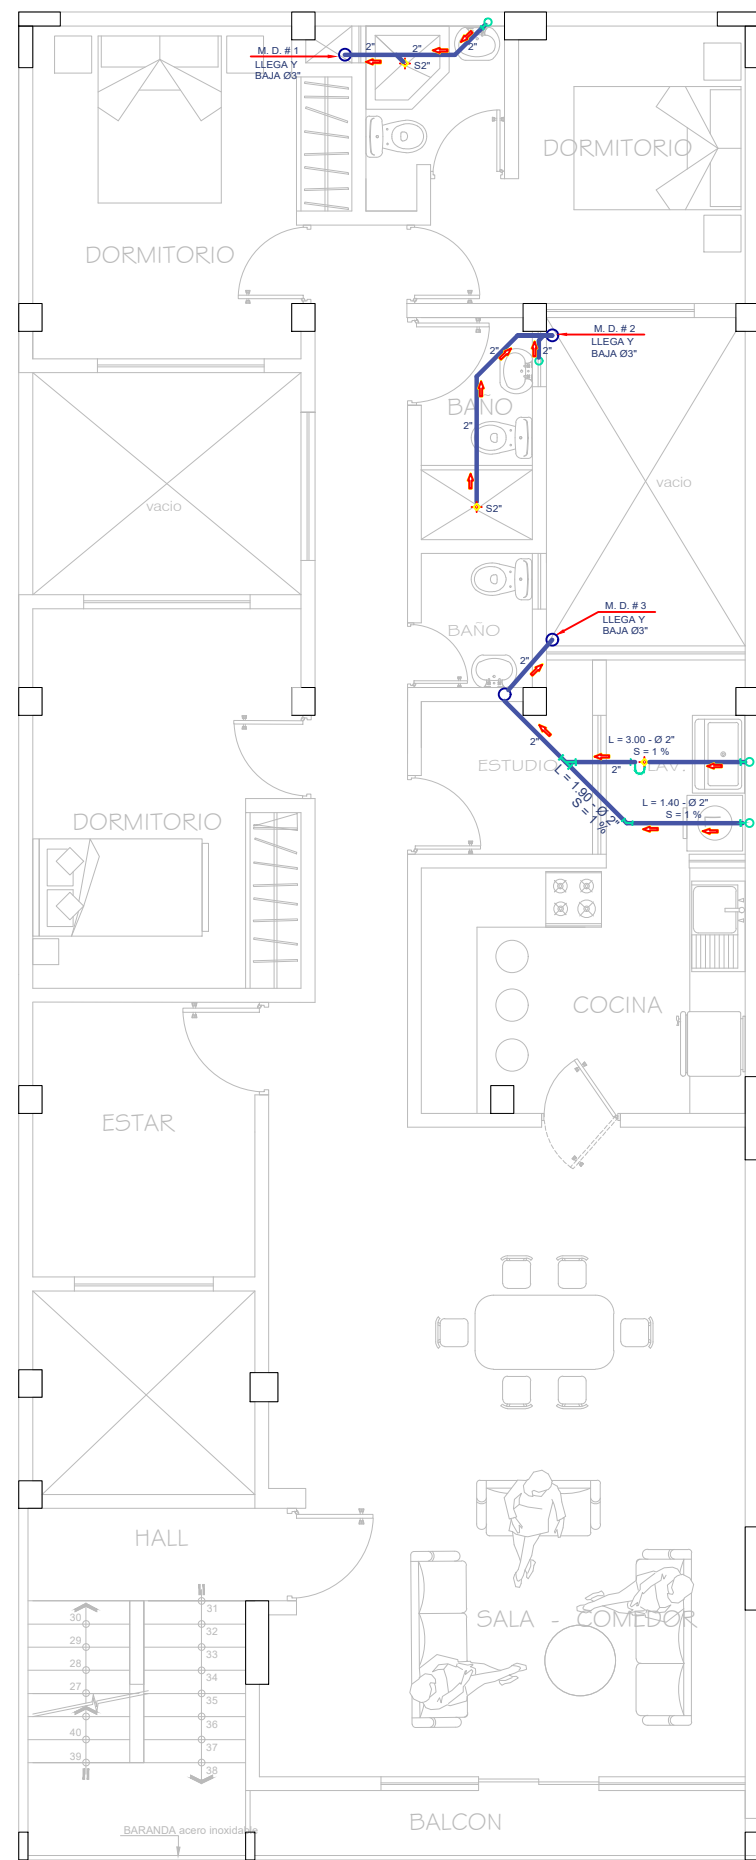 M. D. # 1
LLEGA Y
BAJA Ø3"
2"
2"
2"
S2"
DORMITORIO
DORMITORIO
M. D. # 2
LLEGA Y
BAJA Ø3"
2"
2"
BAÑO
2"
vacio
vacio
S2"
M. D. # 3
LLEGA Y
BAJA Ø3"
BAÑO
2"
2"
L = 3.00 - Ø 2"
S = 1 %
ESTUDIO
2"
LAV.
L = 1.90 - Ø 2"
S = 1 %
L = 1.40 - Ø 2"
S = 1 %
DORMITORIO
COCINA
ESTAR
HALL
SALA - COMEDOR
30
31
29
32
28
33
27
34
35
40
36
39
37
38
BALCON
BARANDA acero inoxidable